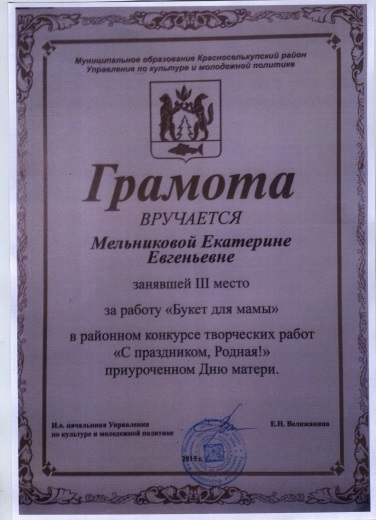 Муниципальное образование Красноселькупский район
Управление по культуре и молодежной политике
Грамота
ВРУЧАЕТСЯ
Мельниковой Екатерине
Евгеньевне
занявшей III место
за работу «Букет для мамы»
в районном конкурсе творческих работ
«С праздником, Родная!»
приуроченном Дню матери.
И.о. начальника Управления
по культуре и молодежной политике
Е.Н. Велижанина
2015 г.